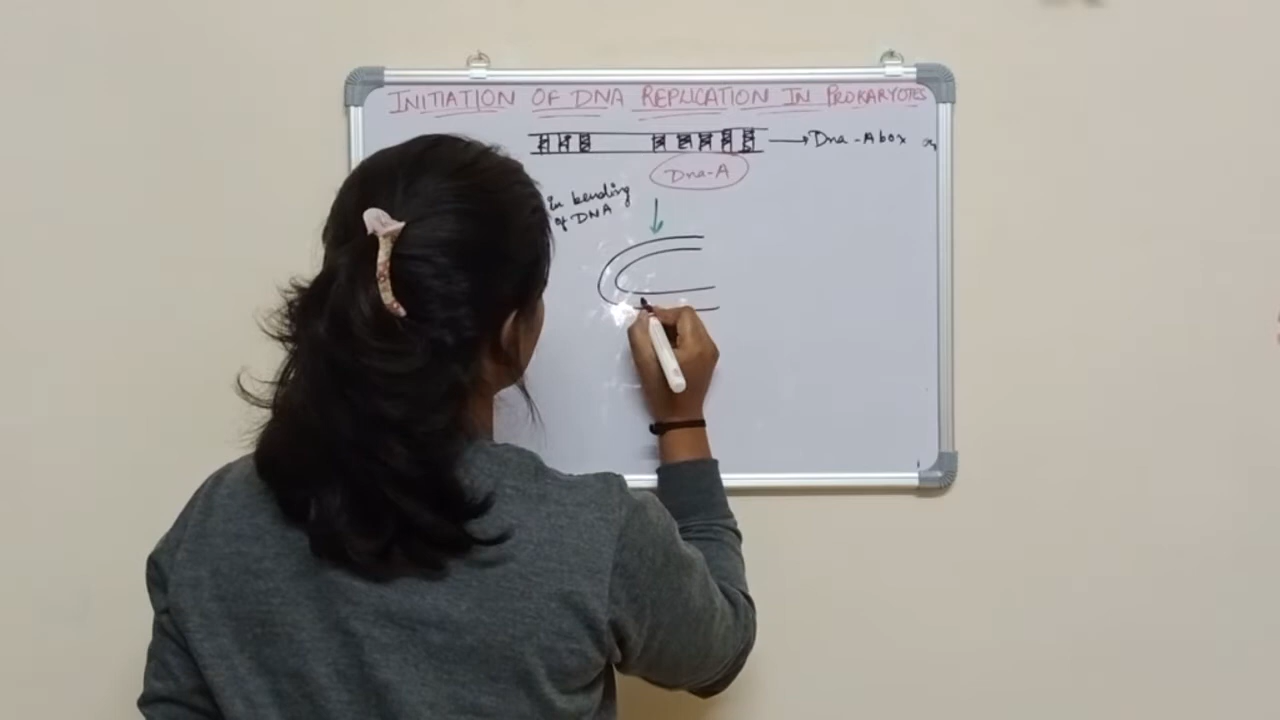 INITIATION OF DNA REPLICATION IN PROKARYOTES
Dna-A box
Dna-A
in bending
of DNA